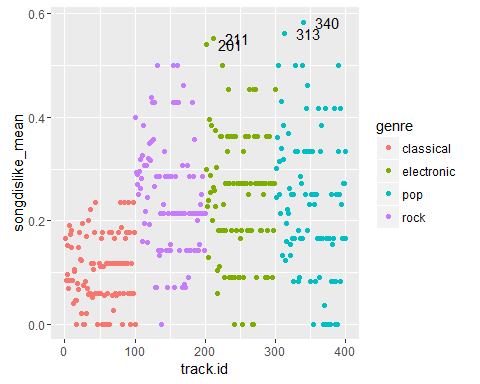 0.6
0.4
0.2
0.0
songdislike_mean
340
313
211
201
0
100
200
300
400
track.id
genre
classical
electronic
pop
rock